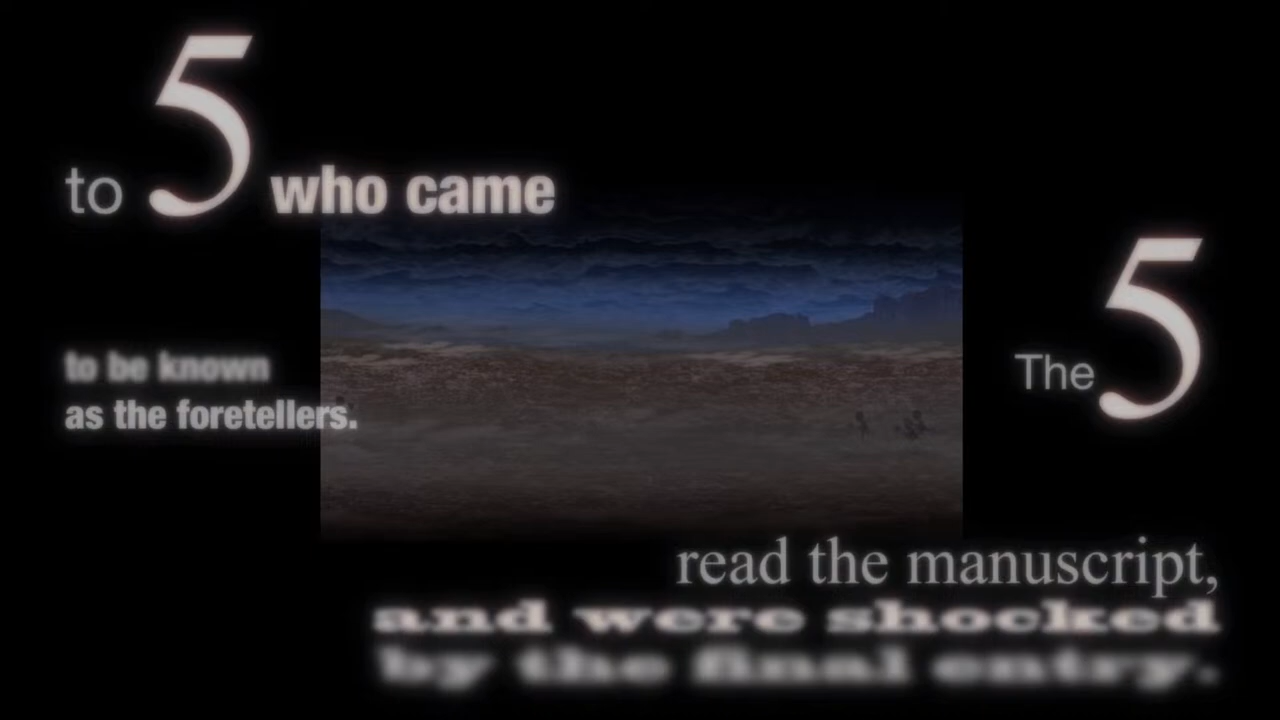 to 5 who came
to be known
as the foretellers.
The 5
read the manuscript,
and were shocked
by the final entry.